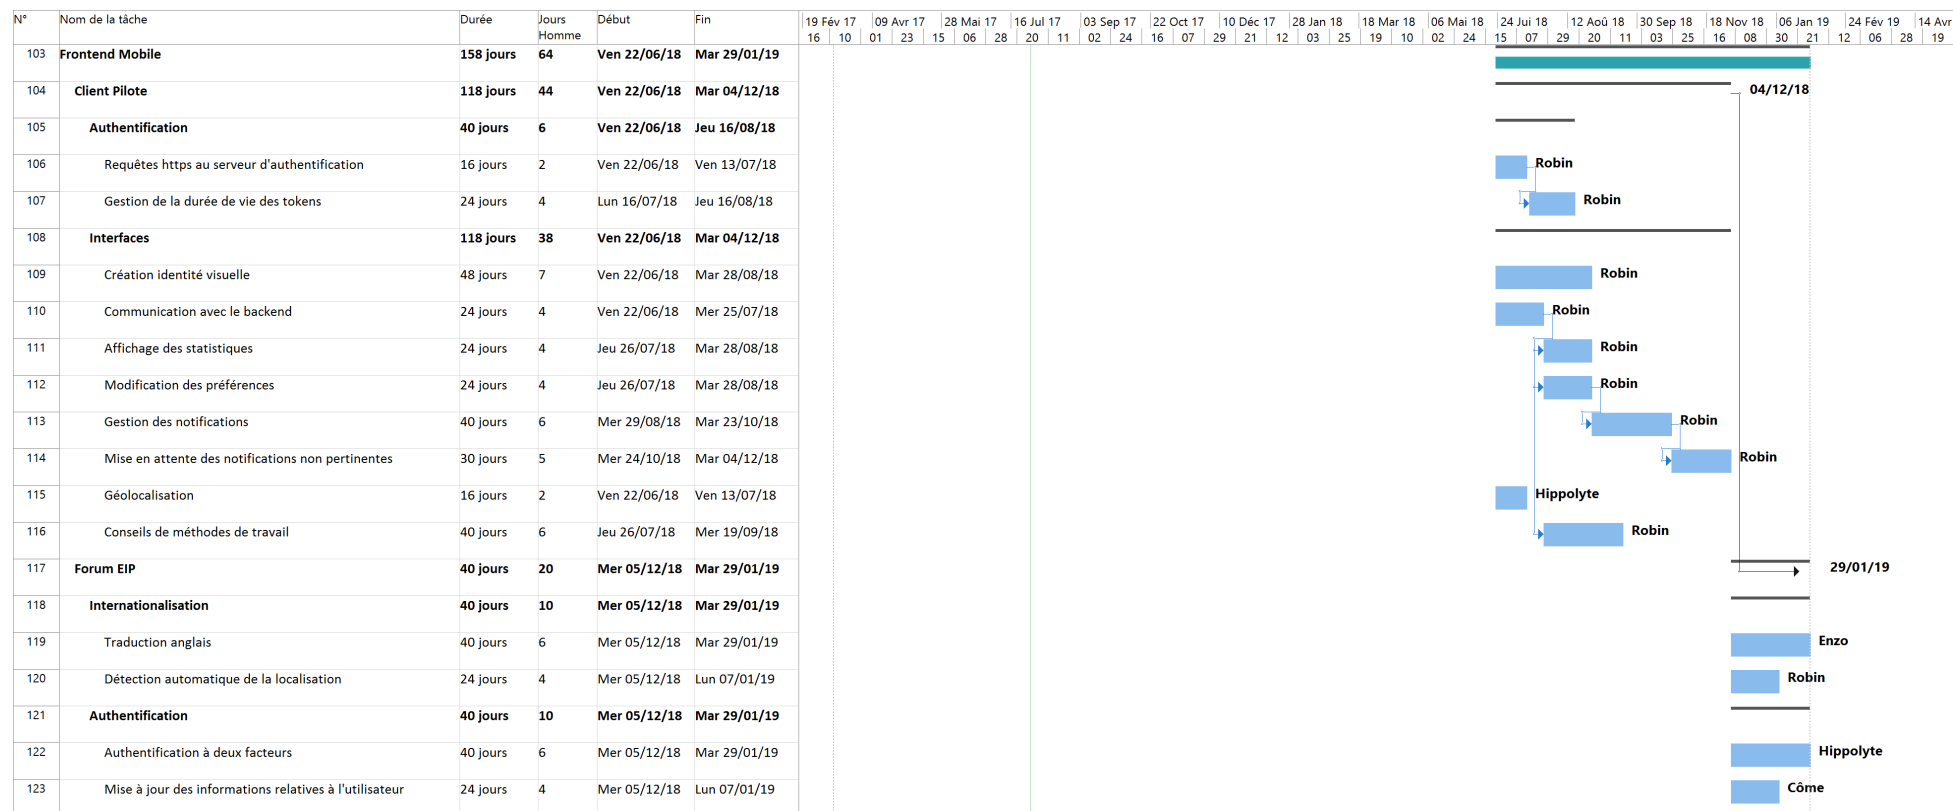 N° Nom de la tâche Durée Jours Homme Début Fin 19 Fév 17 09 Avr 17 28 Mai 17 16 Jul 17 03 Sep 17 22 Oct 17 10 Déc 17 28 Jan 18 18 Mar 18 06 Mai 18 24 Jui 18 12 Aoû 18 30 Sep 18 18 Nov 18 06 Jan 19 24 Fév 19 14 Avr
16 10 01 23 15 06 28 20 11 02 24 16 07 29 21 12 03 25 19 10 02 24 15 07 29 20 11 03 25 16 08 30 21 12 06 28 19
103 Frontend Mobile 158 jours 64 Ven 22/06/18 Mar 29/01/19
104 Client Pilote 118 jours 44 Ven 22/06/18 Mar 04/12/18 04/12/18
105 Authentification 40 jours 6 Ven 22/06/18 Jeu 16/08/18
106 Requêtes https au serveur d'authentification 16 jours 2 Ven 22/06/18 Ven 13/07/18 Robin
107 Gestion de la durée de vie des tokens 24 jours 4 Lun 16/07/18 Jeu 16/08/18 Robin
108 Interfaces 118 jours 38 Ven 22/06/18 Mar 04/12/18
109 Création identité visuelle 48 jours 7 Ven 22/06/18 Mar 28/08/18 Robin
110 Communication avec le backend 24 jours 4 Ven 22/06/18 Mer 25/07/18 Robin
111 Affichage des statistiques 24 jours 4 Jeu 26/07/18 Mar 28/08/18 Robin
112 Modification des préférences 24 jours 4 Jeu 26/07/18 Mar 28/08/18 Robin
113 Gestion des notifications 40 jours 6 Mer 29/08/18 Mar 23/10/18 Robin
114 Mise en attente des notifications non pertinentes 30 jours 5 Mer 24/10/18 Mar 04/12/18 Robin
115 Géolocalisation 16 jours 2 Ven 22/06/18 Ven 13/07/18 Hippolyte
116 Conseils de méthodes de travail 40 jours 6 Jeu 26/07/18 Mer 19/09/18 Robin
117 Forum EIP 40 jours 20 Mer 05/12/18 Mar 29/01/19 29/01/19
118 Internationalisation 40 jours 10 Mer 05/12/18 Mar 29/01/19
119 Traduction anglais 40 jours 6 Mer 05/12/18 Mar 29/01/19 Enzo
120 Détection automatique de la localisation 24 jours 4 Mer 05/12/18 Lun 07/01/19 Robin
121 Authentification 40 jours 10 Mer 05/12/18 Mar 29/01/19
122 Authentification à deux facteurs 40 jours 6 Mer 05/12/18 Mar 29/01/19 Hippolyte
123 Mise à jour des informations relatives à l'utilisateur 24 jours 4 Mer 05/12/18 Lun 07/01/19 Côme